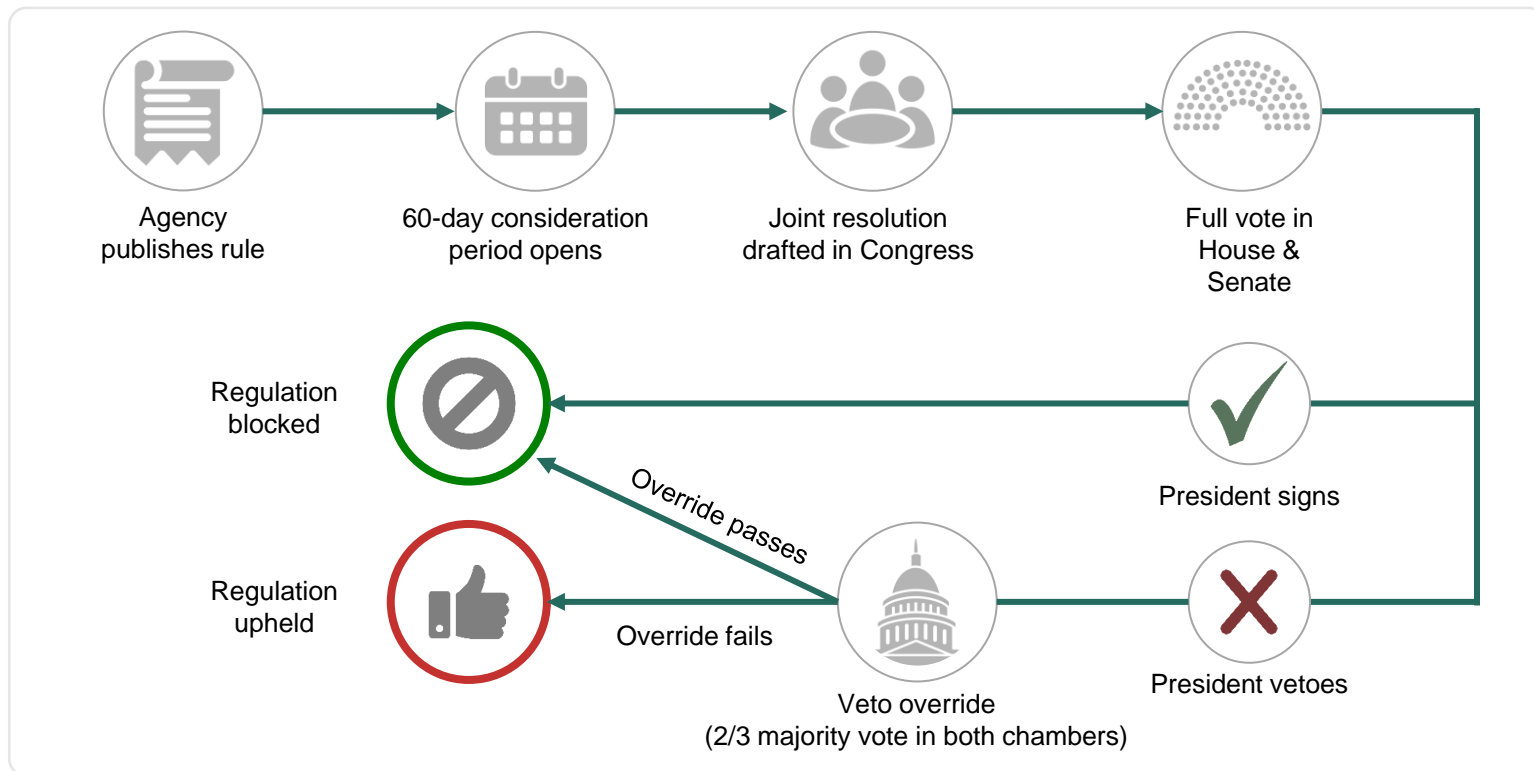 Agency
publishes rule
60-day consideration
period opens
Joint resolution
drafted in Congress
Full vote in
House &
Senate
Regulation
blocked
President signs
Override passes
Regulation
upheld
Override fails
President vetoes
Veto override
(2/3 majority vote in both chambers)